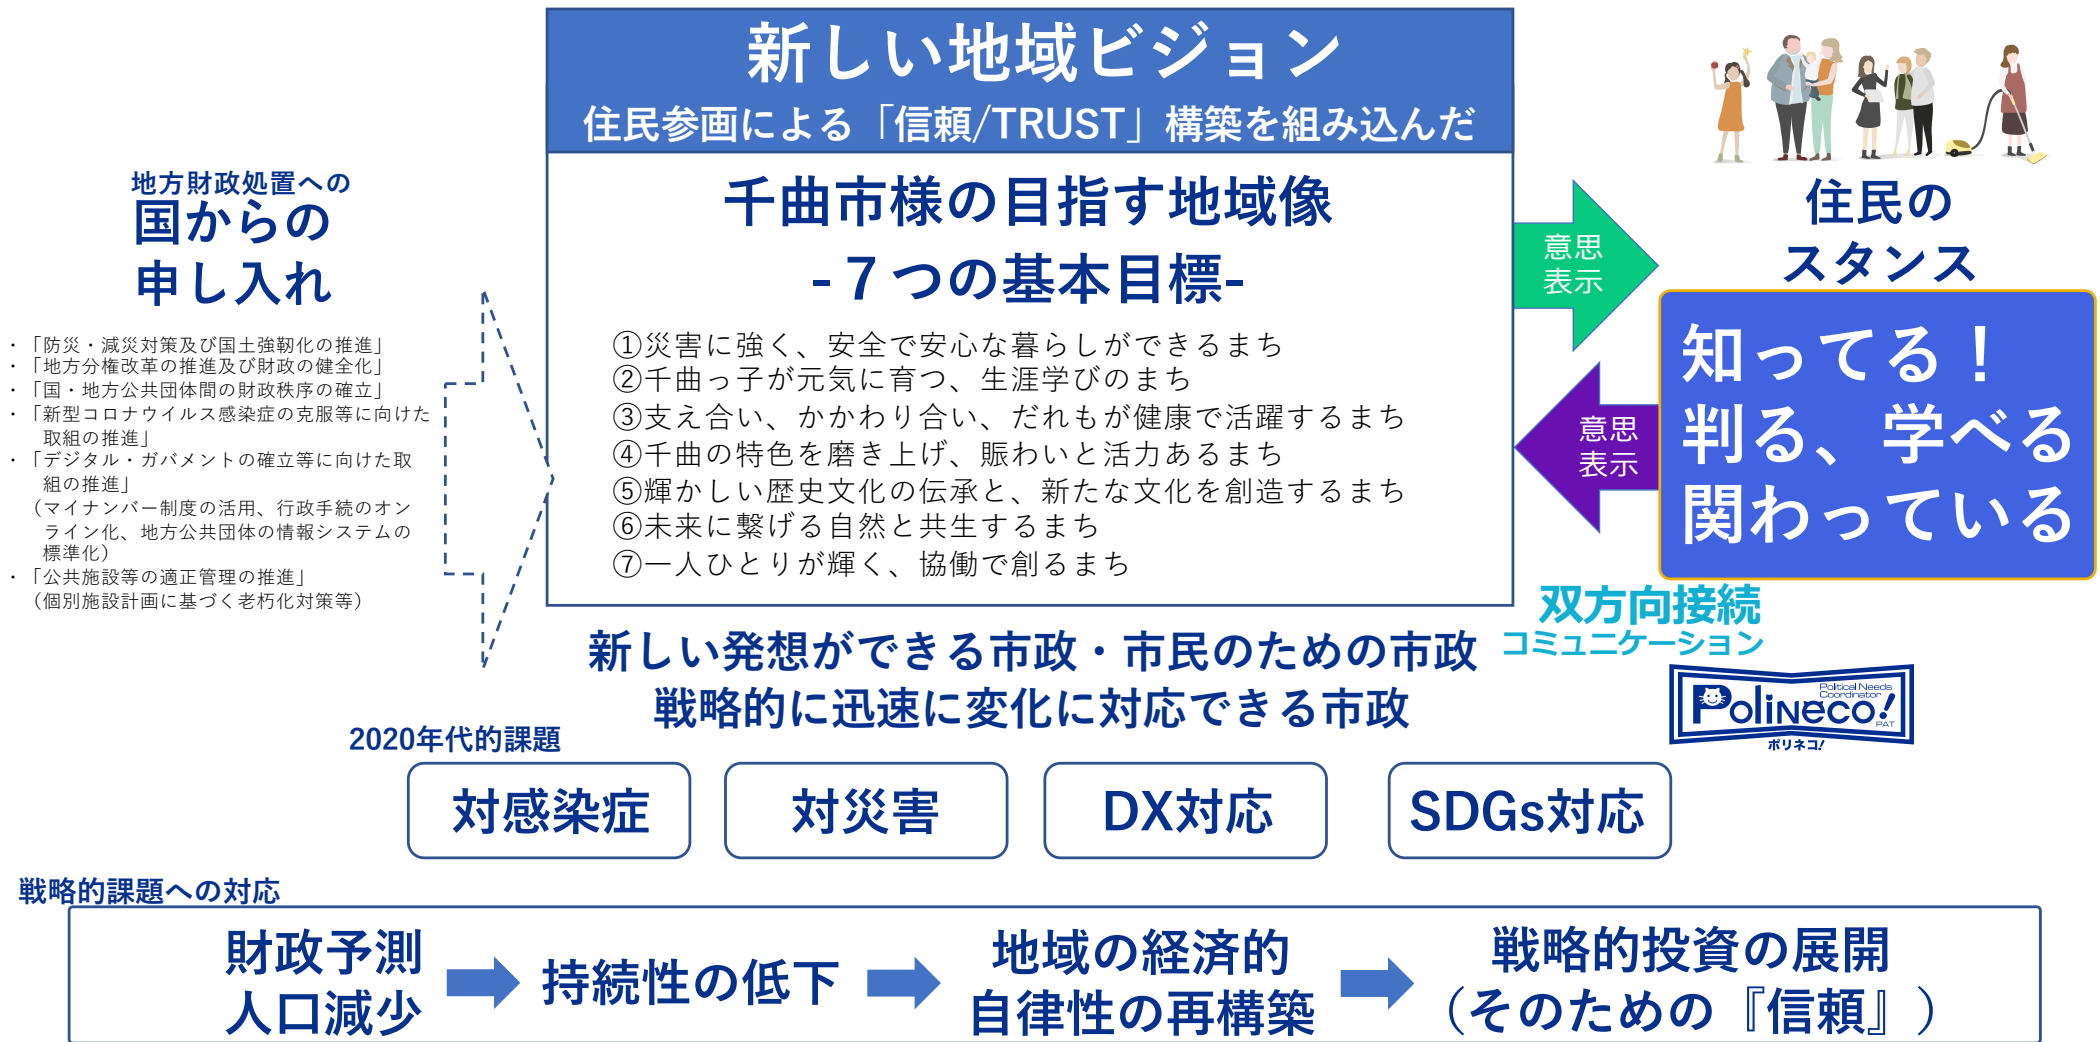 新しい地域ビジョン
住民参画による「信頼/TRUST」構築を組み込んだ
地方財政処置への
国からの
申し入れ
・「防災・減災対策及び国土強靭化の推進」
・「地方分権改革の推進及び財政の健全化」
・「国・地方公共団体間の財政秩序の確立」
・「新型コロナウイルス感染症の克服等に向けた
取組の推進」
・「デジタル・ガバメントの確立等に向けた取
組の推進」
（マイナンバー制度の活用、行政手続のオン
ライン化、地方公共団体の情報システムの
標準化）
・「公共施設等の適正管理の推進」
（個別施設計画に基づく老朽化対策等）
千曲市様の目指す地域像
-７つの基本目標-
①災害に強く、安全で安心な暮らしができるまち
②千曲っ子が元気に育つ、生涯学びのまち
③支え合い、かかわり合い、だれもが健康で活躍するまち
④千曲の特色を磨き上げ、賑わいと活力あるまち
⑤輝かしい歴史文化の伝承と、新たな文化を創造するまち
⑥未来に繋げる自然と共生するまち
⑦一人ひとりが輝く、協働で創るまち
意思
表示
意思
表示
住民の
スタンス
知ってる！
判る、学べる
関わっている
双方向接続
コミュニケーション
Political Needs
Coordinator
PoliNeco!
PAT
ポリネコ!
新しい発想ができる市政・市民のための市政
戦略的に迅速に変化に対応できる市政
2020年代的課題
対感染症
対災害
DX対応
SDGs対応
戦略的課題への対応
財政予測
人口減少
持続性の低下
地域の経済的
自律性の再構築
戦略的投資の展開
（そのための『信頼』）